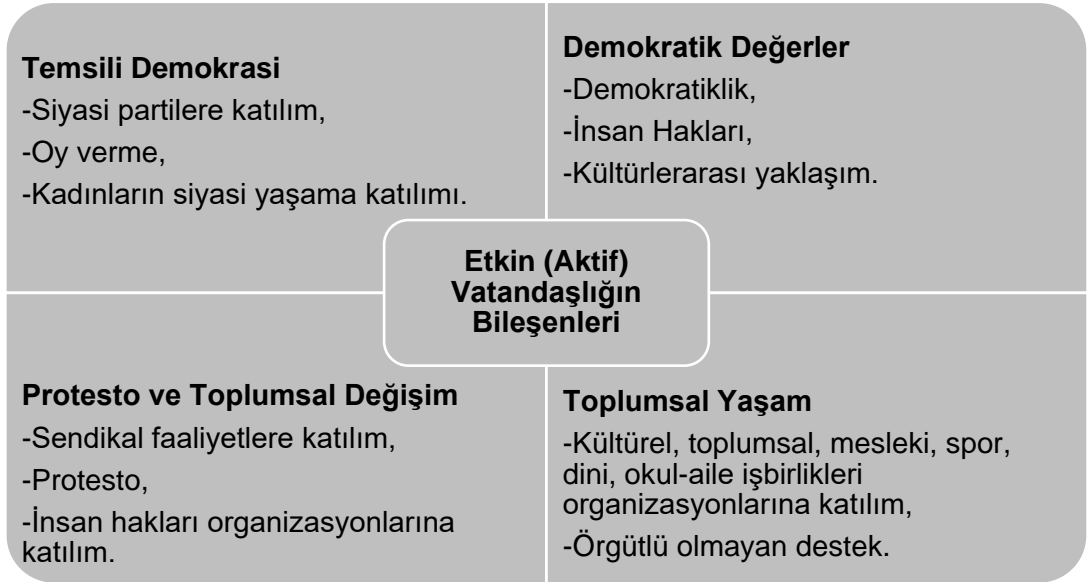 Temsili Demokrasi
-Siyasi partilere katılım,
-Oy verme,
-Kadınların siyasi yaşama katılımı.
Demokratik Değerler
-Demokratiklik,
-İnsan Hakları,
-Kültürlerarası yaklaşım.
Etkin (Aktif)
Vatandaşlığın
Bileşenleri
Protesto ve Toplumsal Değişim
-Sendikal faaliyetlere katılım,
-Protesto,
-İnsan hakları organizasyonlarına
katılım.
Toplumsal Yaşam
-Kültürel, toplumsal, mesleki, spor,
dini, okul-aile işbirlikleri
organizasyonlarına katılım,
-Örgütlü olmayan destek.